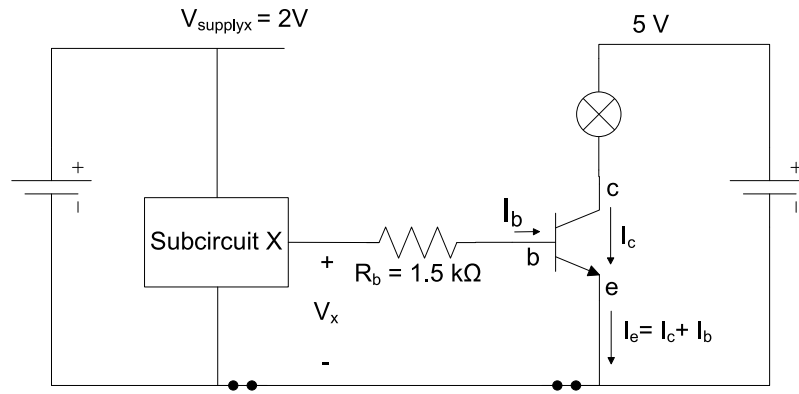 V_supplyx = 2V
5 V
+
-
Subcircuit X
+
V_x
-
R_b = 1.5 kΩ
I_b
b
c
I_c
e
I_e= I_c+ I_b
+
-